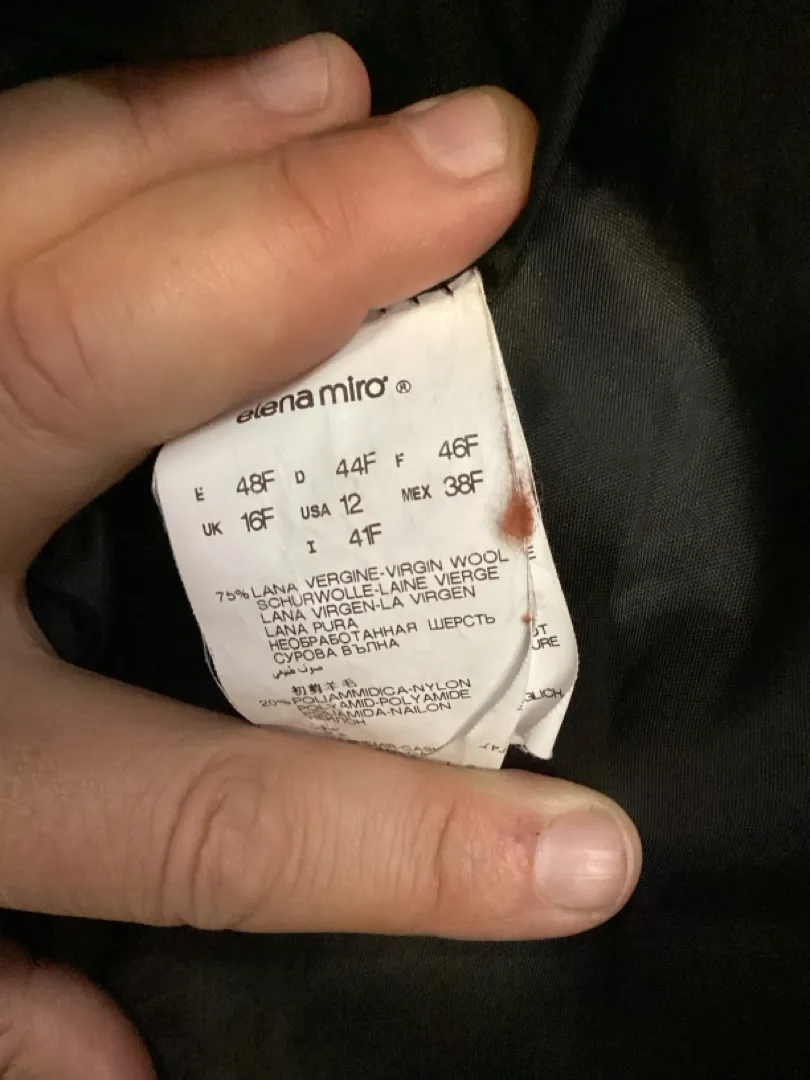 elena miro ®
E 48F D 44F F 46F
UK 16F USA 12 MEX 38F
I 41F
75% LANA VERGINE-VIRGIN WOOL
SCHURWOLLE-LAINE VIERGE
LANA VIRGEN-LA VIRGEN
LANA PURA
НЕОБРАБОТАННАЯ ШЕРСТЬ
СУРОВА ВЪЛНА
20% POLIAMMIDICA-NYLON
POLYAMID-POLYAMIDE
NAILON